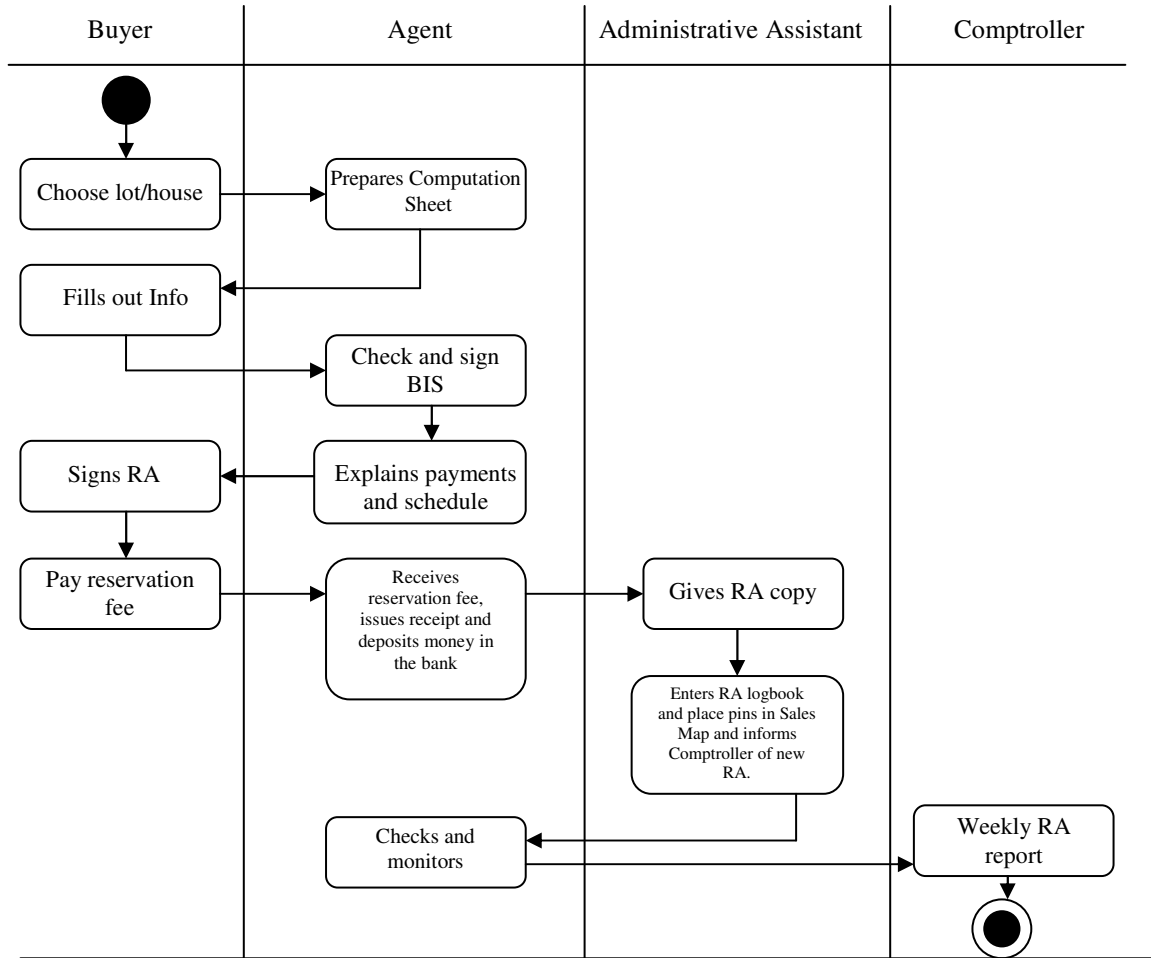 Buyer
Agent
Administrative Assistant
Comptroller
Choose lot/house
Prepares Computation
Sheet
Fills out Info
Check and sign
BIS
Signs RA
Explains payments
and schedule
Pay reservation
fee
Receives
reservation fee,
issues receipt and
deposits money in
the bank
Gives RA copy
Enters RA logbook
and place pins in Sales
Map and informs
Comptroller of new
RA.
Checks and
monitors
Weekly RA
report